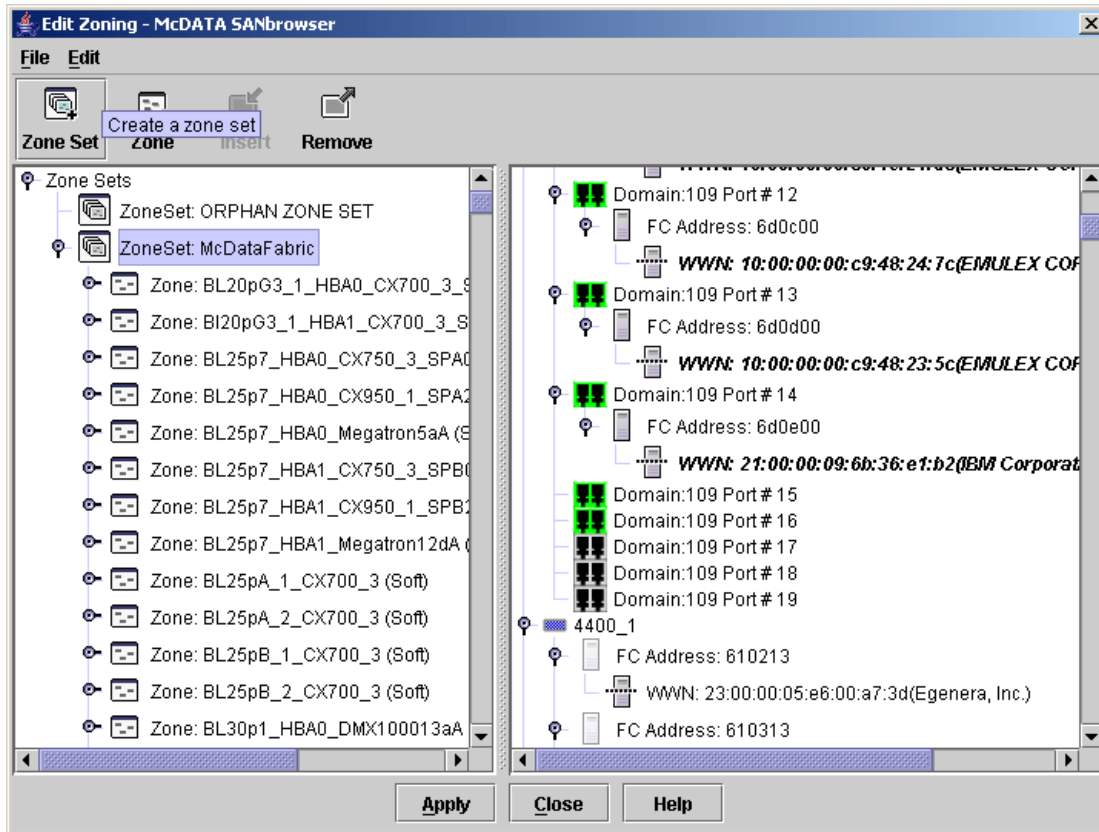 Edit Zoning - McDATA SANbrowser
File Edit
Zone Set Zone Insert Remove
Create a zone set
Zone Sets
ZoneSet: ORPHAN ZONE SET
ZoneSet: McDataFabric
Zone: BL20pG3_1_HBA0_CX700_3_S
Zone: Bl20pG3_1_HBA1_CX700_3_S
Zone: BL25p7_HBA0_CX750_3_SPA0
Zone: BL25p7_HBA0_CX950_1_SPA2
Zone: BL25p7_HBA0_Megatron5aA (S
Zone: BL25p7_HBA1_CX750_3_SPB0
Zone: BL25p7_HBA1_CX950_1_SPB2
Zone: BL25p7_HBA1_Megatron12dA (
Zone: BL25pA_1_CX700_3 (Soft)
Zone: BL25pA_2_CX700_3 (Soft)
Zone: BL25pB_1_CX700_3 (Soft)
Zone: BL25pB_2_CX700_3 (Soft)
Zone: BL30p1_HBA0_DMX100013aA
Domain:109 Port # 12
FC Address: 6d0c00
WWN: 10:00:00:00:c9:48:24:7c(EMULEX COR
Domain:109 Port # 13
FC Address: 6d0d00
WWN: 10:00:00:00:c9:48:23:5c(EMULEX COR
Domain:109 Port # 14
FC Address: 6d0e00
WWN: 21:00:00:09:6b:36:e1:b2(IBM Corporat
Domain:109 Port # 15
Domain:109 Port # 16
Domain:109 Port # 17
Domain:109 Port # 18
Domain:109 Port # 19
4400_1
FC Address: 610213
WWN: 23:00:00:05:e6:00:a7:3d(Egenera, Inc.)
FC Address: 610313
Apply Close Help